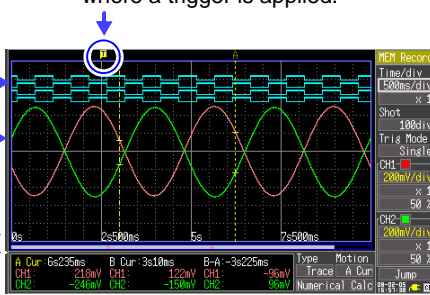 where a trigger is applied.
T
A
MEM Record
Time/div
500ms/div
x 1
Shot
100div
Trig Mode
Single
CH1
200mV/div
x 1
50 %
CH2
200mV/div
x 1
50 %
0s 2s500ms 5s 7s500ms
A Cur:6s235ms B Cur:3s10ms B-A:-3s225ms
CH1: 218mV CH1: 122mV CH1: -96mV
CH2: -246mV CH2: -150mV CH2: 96mV
Type Motion
Trace A Cur
Numerical Calc
Jump